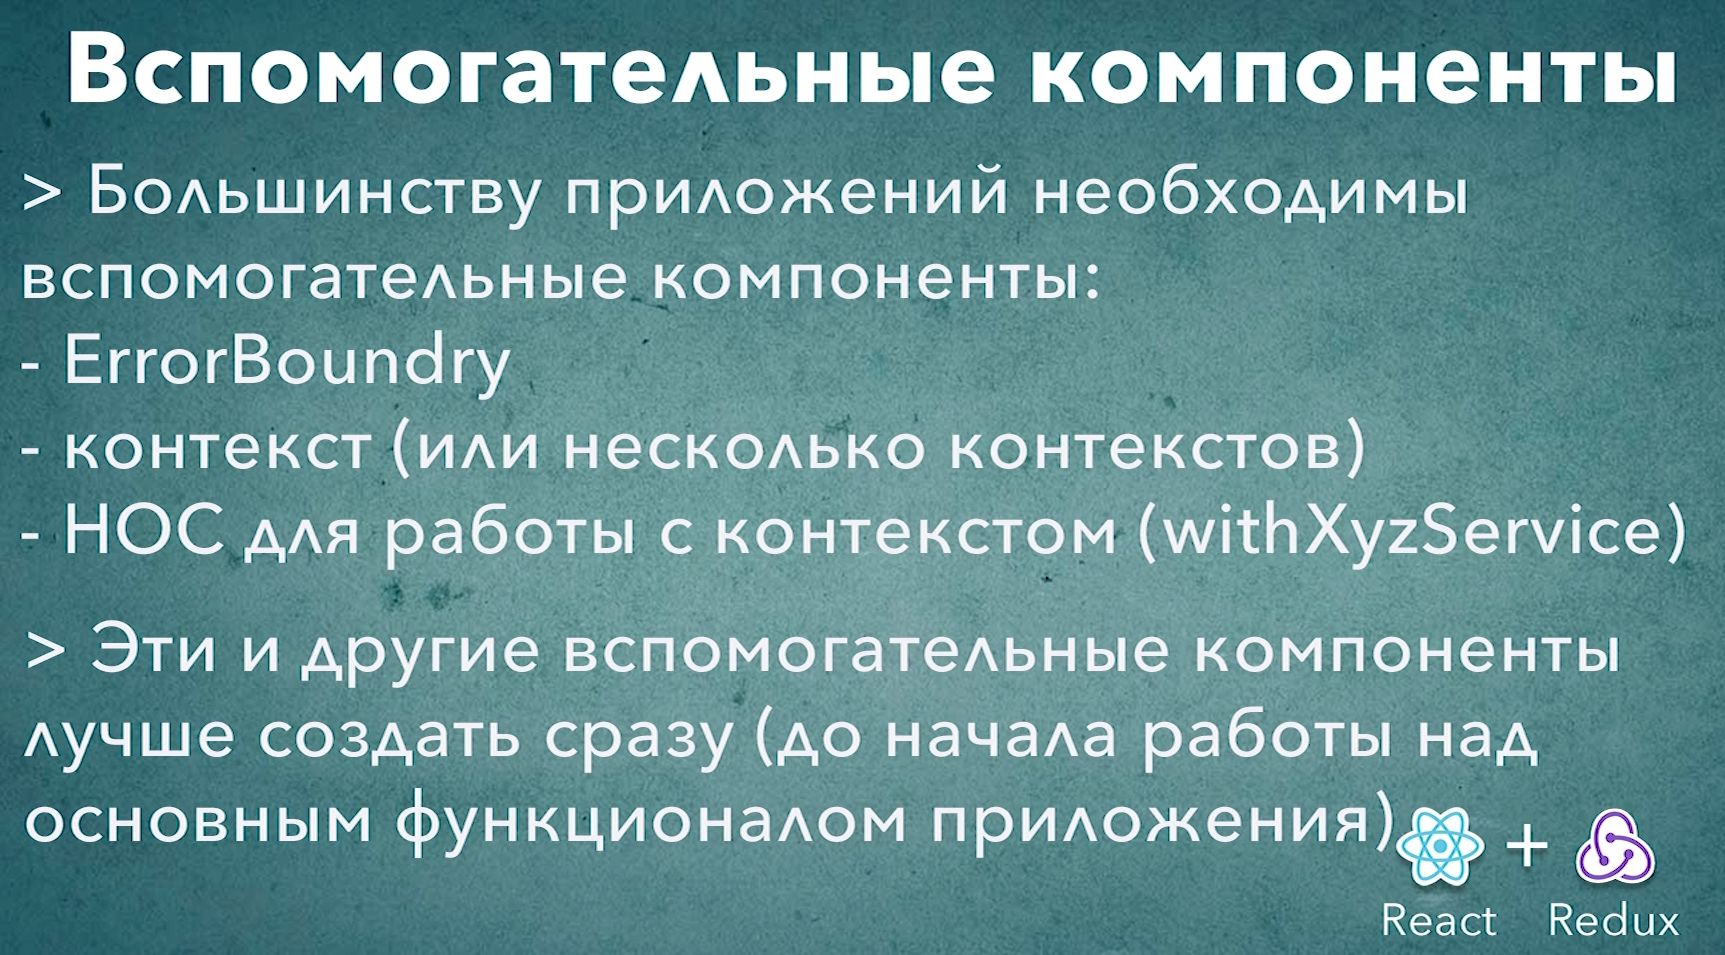 Вспомогательные компоненты
> Большинству приложений необходимы
вспомогательные компоненты:
- ErrorBoundry
- контекст (или несколько контекстов)
- HOC для работы с контекстом (withXyzService)
> Эти и другие вспомогательные компоненты
лучше создать сразу (до начала работы над
основным функционалом приложения)
+
React Redux